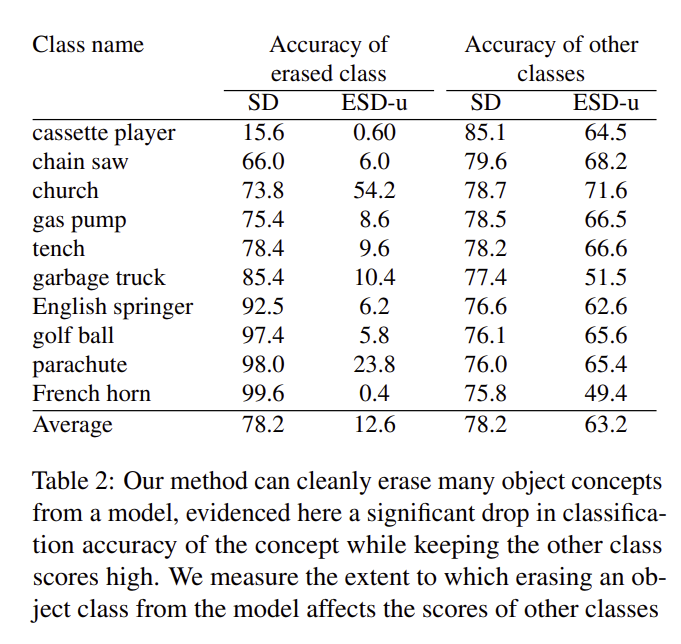 Class name Accuracy of Accuracy of other
erased class classes
SD ESD-u SD ESD-u
cassette player 15.6 0.60 85.1 64.5
chain saw 66.0 6.0 79.6 68.2
church 73.8 54.2 78.7 71.6
gas pump 75.4 8.6 78.5 66.5
tench 78.4 9.6 78.2 66.6
garbage truck 85.4 10.4 77.4 51.5
English springer 92.5 6.2 76.6 62.6
golf ball 97.4 5.8 76.1 65.6
parachute 98.0 23.8 76.0 65.4
French horn 99.6 0.4 75.8 49.4
Average 78.2 12.6 78.2 63.2
Table 2: Our method can cleanly erase many object concepts
from a model, evidenced here a significant drop in classifica-
tion accuracy of the concept while keeping the other class
scores high. We measure the extent to which erasing an ob-
ject class from the model affects the scores of other classes